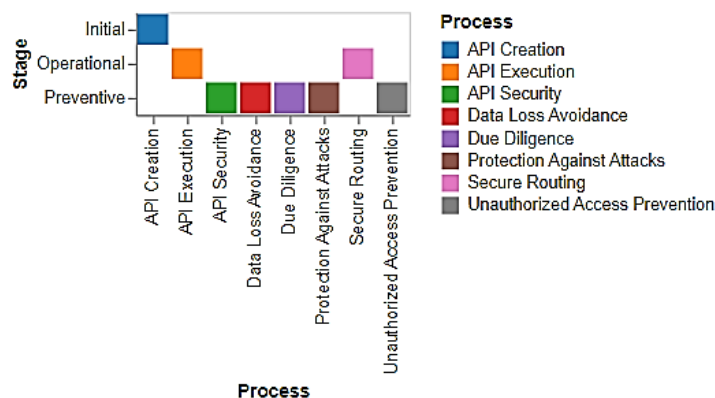 Stage
Initial
Operational
Preventive
API Creation
API Execution
API Security
Data Loss Avoidance
Due Diligence
Protection Against Attacks
Secure Routing
Unauthorized Access Prevention
Process
Process
API Creation
API Execution
API Security
Data Loss Avoidance
Due Diligence
Protection Against Attacks
Secure Routing
Unauthorized Access Prevention